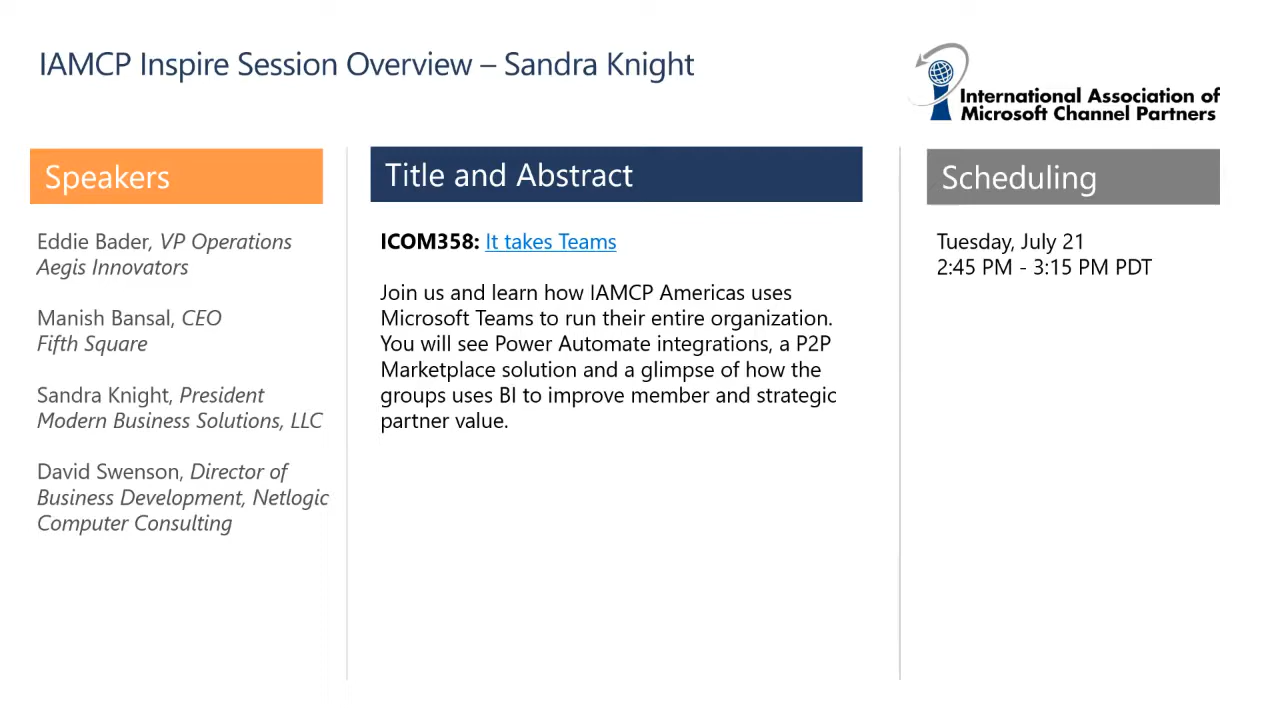 IAMCP Inspire Session Overview – Sandra Knight
International Association of
Microsoft Channel Partners
Speakers
Eddie Bader, VP Operations
Aegis Innovators
Manish Bansal, CEO
Fifth Square
Sandra Knight, President
Modern Business Solutions, LLC
David Swenson, Director of
Business Development, Netlogic
Computer Consulting
Title and Abstract
ICOM358: It takes Teams
Join us and learn how IAMCP Americas uses
Microsoft Teams to run their entire organization.
You will see Power Automate integrations, a P2P
Marketplace solution and a glimpse of how the
groups uses BI to improve member and strategic
partner value.
Scheduling
Tuesday, July 21
2:45 PM - 3:15 PM PDT